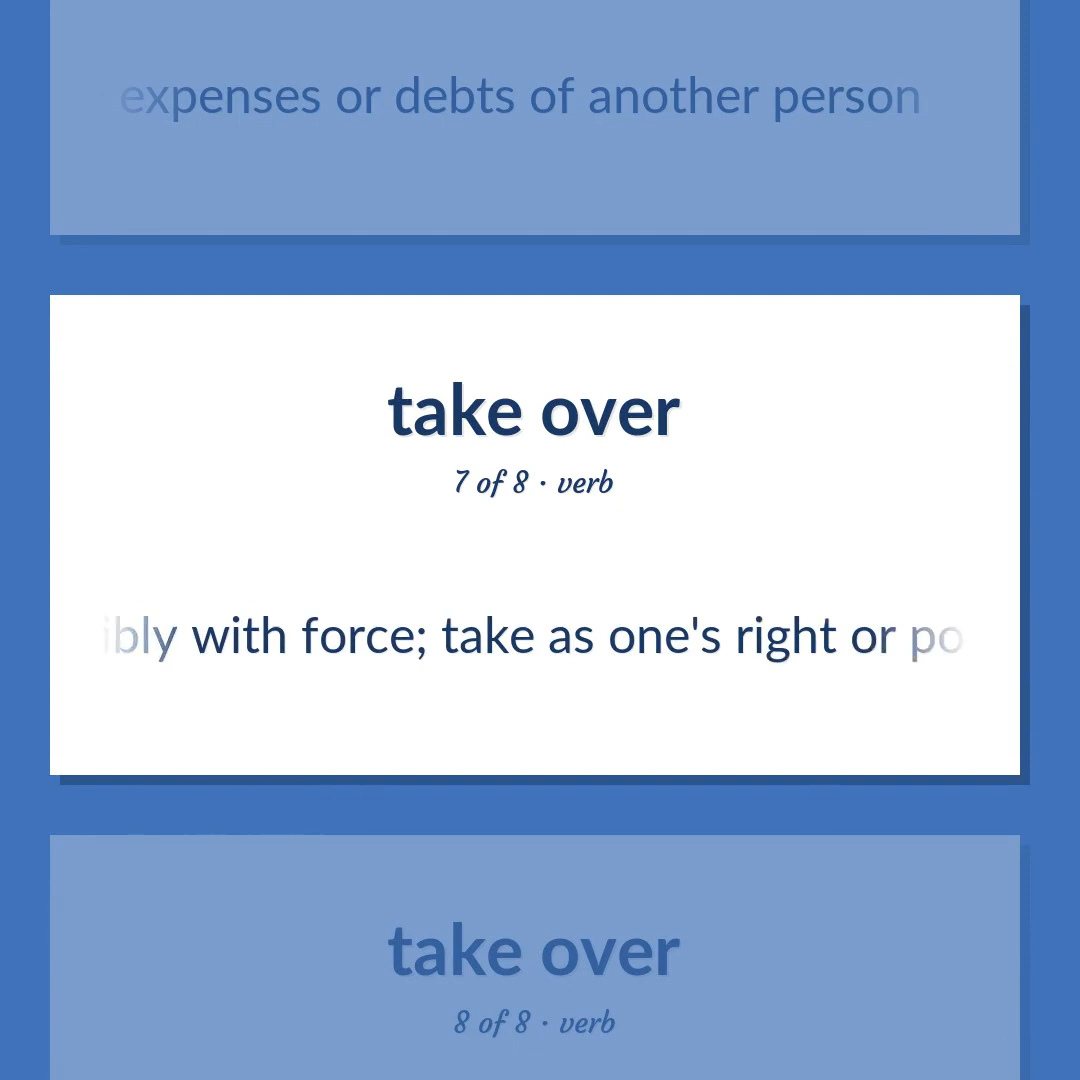 expenses or debts of another person
take over
7 of 8 · verb
ibly with force; take as one's right or po
take over
8 of 8 · verb